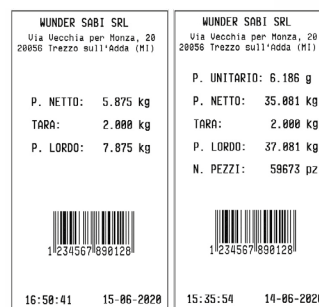 WUNDER SABI SRL
Via Vecchia per Monza, 20
20056 Trezzo sull'Adda (MI)
P. NETTO: 5.875 kg
TARA: 2.000 kg
P. LORDO: 7.875 kg
1 234567 890128
16:50:41 15-06-2020
WUNDER SABI SRL
Via Vecchia per Monza, 20
20056 Trezzo sull'Adda (MI)
P. UNITARIO: 6.186 g
P. NETTO: 35.081 kg
TARA: 2.000 kg
P. LORDO: 37.081 kg
N. PEZZI: 59673 pz
1 234567 890128
15:35:54 14-06-2020